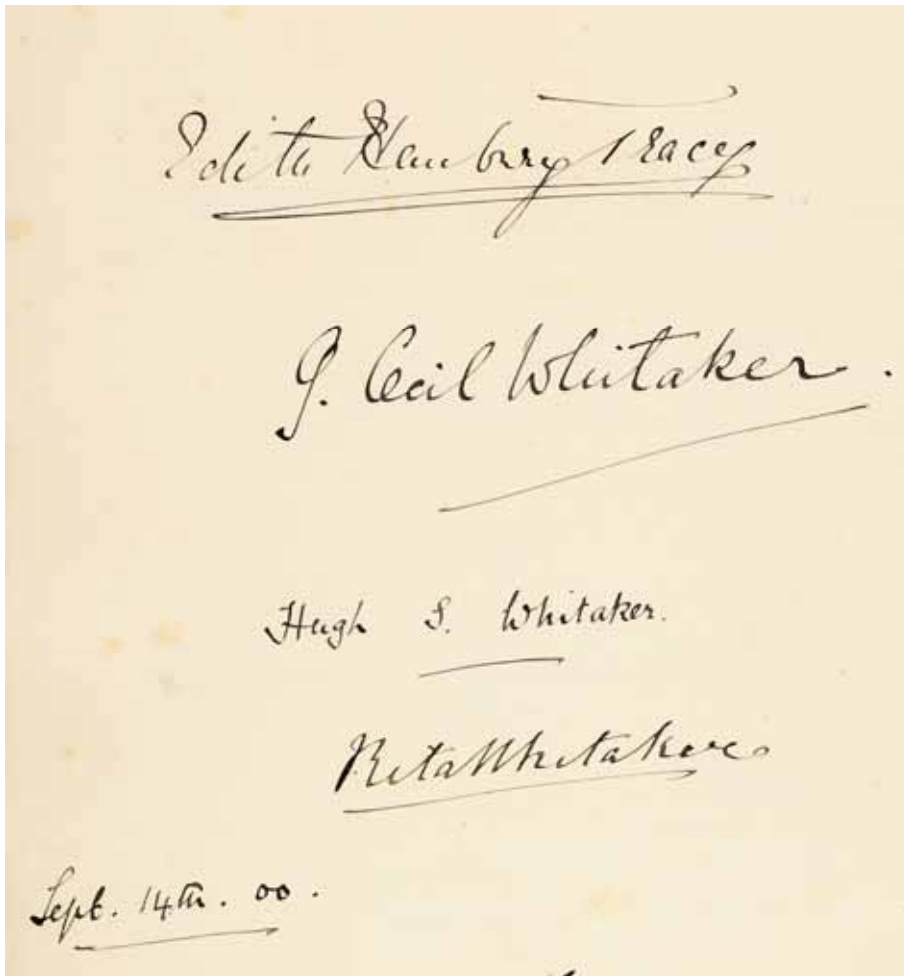 Edith Hanbury Tracy
G. Cecil Whitaker.
Hugh S. Whitaker.
Rita Whitaker
Sept. 14th. 00.